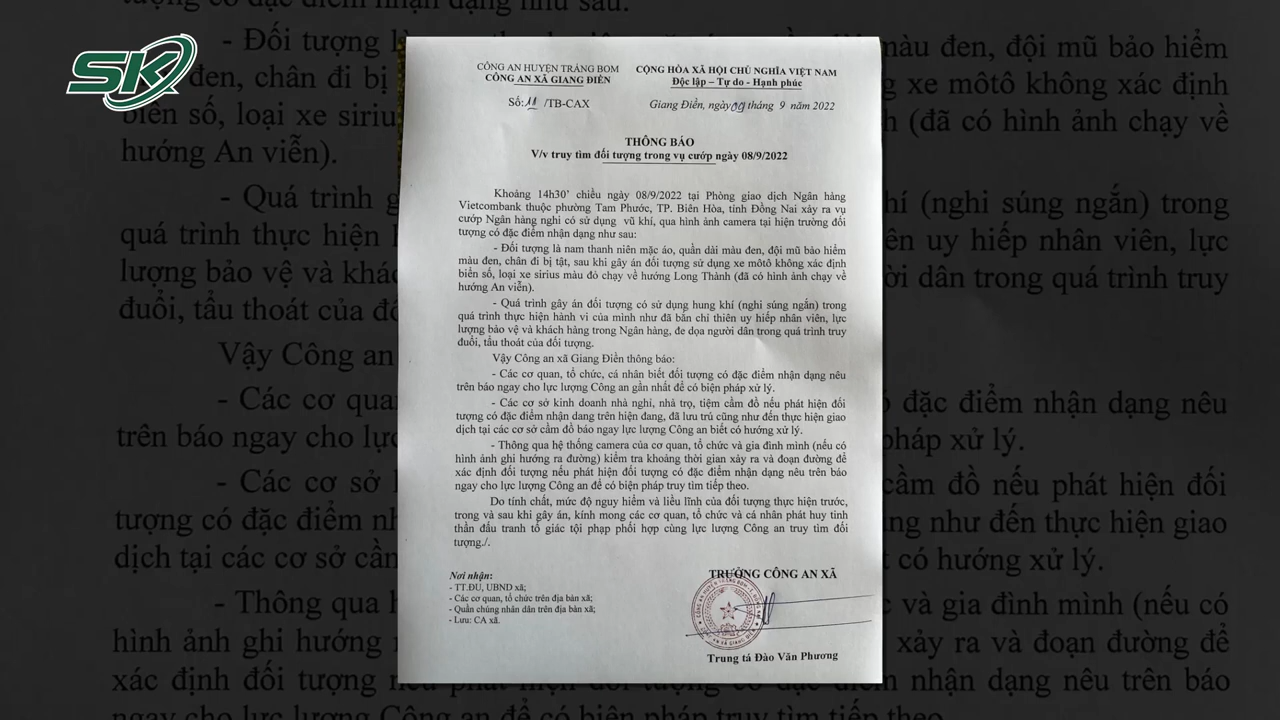 SK
CÔNG AN HUYỆN TRẢNG BOM
CÔNG AN XÃ GIANG ĐIỀN
CỘNG HÒA XÃ HỘI CHỦ NGHĨA VIỆT NAM
Độc lập – Tự do - Hạnh phúc
Số: 11 /TB-CAX
Giang Điền, ngày 09 tháng 9 năm 2022
THÔNG BÁO
V/v truy tìm đối tượng trong vụ cướp ngày 08/9/2022
Khoảng 14h30’ chiều ngày 08/9/2022 tại Phòng giao dịch Ngân hàng
Vietcombank thuộc phường Tam Phước, TP. Biên Hòa, tỉnh Đồng Nai xảy ra vụ
cướp Ngân hàng nghi có sử dụng vũ khí, qua hình ảnh camera tại hiện trường đối
tượng có đặc điểm nhận dạng như sau:
- Đối tượng là nam thanh niên mặc áo, quần dài màu đen, đội mũ bảo hiểm
màu đen, chân đi bị tật, sau khi gây án đối tượng sử dụng xe môtô không xác định
biển số, loại xe sirius màu đỏ chạy về hướng Long Thành (đã có hình ảnh chạy về
hướng An viễn).
- Quá trình gây án đối tượng có sử dụng hung khí (nghi súng ngắn) trong
quá trình thực hiện hành vi của mình như đã bắn chỉ thiên uy hiếp nhân viên, lực
lượng bảo vệ và khách hàng trong Ngân hàng, đe dọa người dân trong quá trình truy
đuổi, tẩu thoát của đối tượng.
Vậy Công an xã Giang Điền thông báo:
- Các cơ quan, tổ chức, cá nhân biết đối tượng có đặc điểm nhận dạng nêu
trên báo ngay cho lực lượng Công an gần nhất để có biện pháp xử lý.
- Các cơ sở kinh doanh nhà nghỉ, nhà trọ, tiệm cầm đồ nếu phát hiện đối
tượng có đặc điểm nhận dang trên hiện đang, đã lưu trú cũng như đến thực hiện giao
dịch tại các cơ sở cầm đồ báo ngay lực lượng Công an biết có hướng xử lý.
- Thông qua hệ thống camera của cơ quan, tổ chức và gia đình mình (nếu có
hình ảnh ghi hướng ra đường) kiểm tra khoảng thời gian xảy ra và đoạn đường để
xác định đối tượng nếu phát hiện đối tượng có đặc điểm nhận dạng nêu trên báo
ngay cho lực lượng Công an để có biện pháp truy tìm tiếp theo.
Do tính chất, mức độ nguy hiểm và liều lĩnh của đối tượng thực hiện trước,
trong và sau khi gây án, kính mong các cơ quan, tổ chức và cá nhân phát huy tinh
thần đấu tranh tố giác tội phạp phối hợp cùng lực lượng Công an truy tìm đối
tượng./.
Nơi nhận:
- TT.ĐU, UBND xã;
- Các cơ quan, tổ chức trên địa bàn xã;
- Quần chúng nhân dân trên địa bàn xã;
- Lưu: CA xã.
TRƯỞNG CÔNG AN XÃ
Trung tá Đào Văn Phương